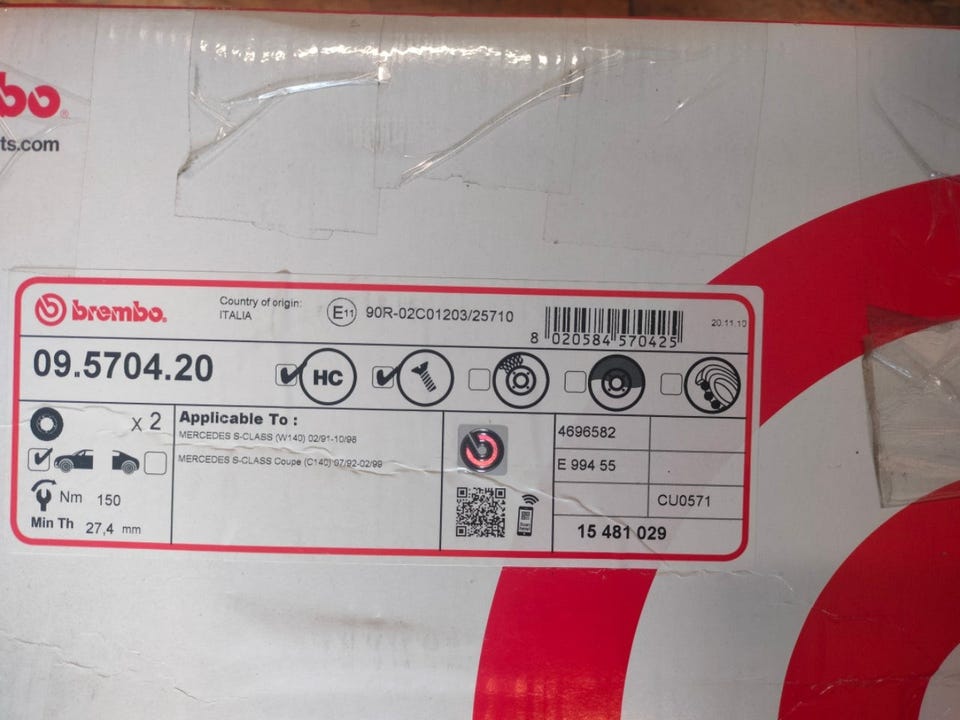 bo®
ts.com
brembo.
Country of origin:
ITALIA
E11 90R-02C01203/25710
8 020584 570425
20.11.10
09.5704.20
HC
x 2
Nm 150
Min Th 27,4 mm
Applicable To :
MERCEDES S-CLASS (W140) 02/91-10/98
MERCEDES S-CLASS Coupe (C140) 07/92-02/99
4696582
E 994 55
CU0571
15 481 029